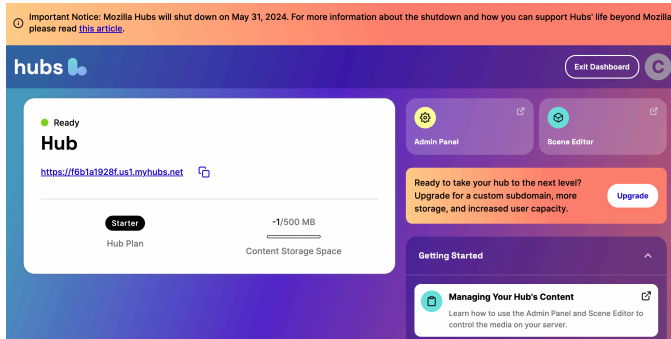 Important Notice: Mozilla Hubs will shut down on May 31, 2024. For more information about the shutdown and how you can support Hubs' life beyond Mozilla
please read this article.
hubs
Exit Dashboard
C
Ready
Hub
https://f6b1a1928f.us1.myhubs.net
Starter
Hub Plan
-1/500 MB
Content Storage Space
Admin Panel
Scene Editor
Ready to take your hub to the next level?
Upgrade for a custom subdomain, more
storage, and increased user capacity.
Upgrade
Getting Started
Managing Your Hub's Content
Learn how to use the Admin Panel and Scene Editor to
control the media on your server.